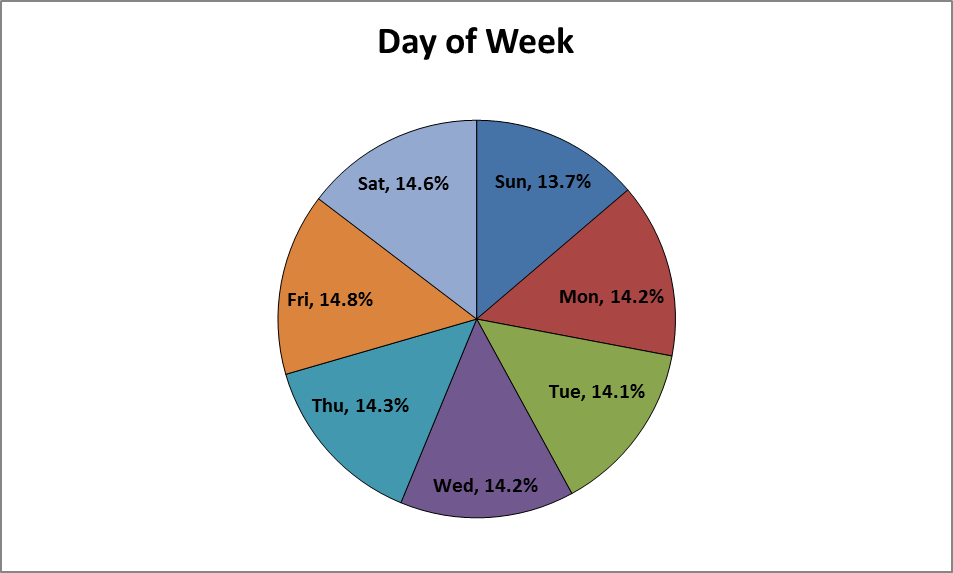 Day of Week
Sat, 14.6%
Sun, 13.7%
Fri, 14.8%
Mon, 14.2%
Thu, 14.3%
Tue, 14.1%
Wed, 14.2%